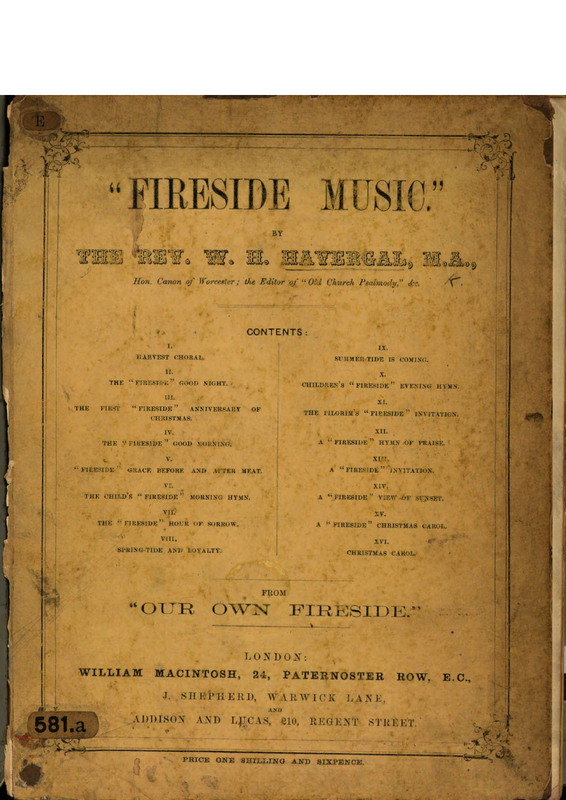 E
"FIRESIDE MUSIC."
BY
THE REV. W. H. HAVERGAL, M.A.,
Hon. Canon of Worcester; the Editor of "Old Church Psalmody," &c.
CONTENTS:
I.
HARVEST CHORAL.
II.
THE "FIRESIDE" GOOD NIGHT.
III.
THE FIRST "FIRESIDE" ANNIVERSARY OF
CHRISTMAS.
IV.
THE "FIRESIDE" GOOD MORNING.
V.
"FIRESIDE" GRACE BEFORE AND AFTER MEAT.
VI.
THE CHILD'S "FIRESIDE" MORNING HYMN.
VII.
THE "FIRESIDE" HOUR OF SORROW.
VIII.
SPRING-TIDE AND LOYALTY.
IX.
SUMMER-TIDE IS COMING.
X.
CHILDREN'S "FIRESIDE" EVENING HYMN.
XI.
THE PILGRIM'S "FIRESIDE" INVITATION.
XII.
A "FIRESIDE" HYMN OF PRAISE.
XIII.
A "FIRESIDE" INVITATION.
XIV.
A "FIRESIDE" VIEW OF SUNSET.
XV.
A "FIRESIDE" CHRISTMAS CAROL.
XVI.
CHRISTMAS CAROL.
FROM
"OUR OWN FIRESIDE."
LONDON:
WILLIAM MACINTOSH, 24, PATERNOSTER ROW, E.C.,
J. SHEPHERD, WARWICK LANE,
AND
ADDISON AND LUCAS, 210, REGENT STREET.
581.a
PRICE ONE SHILLING AND SIXPENCE.